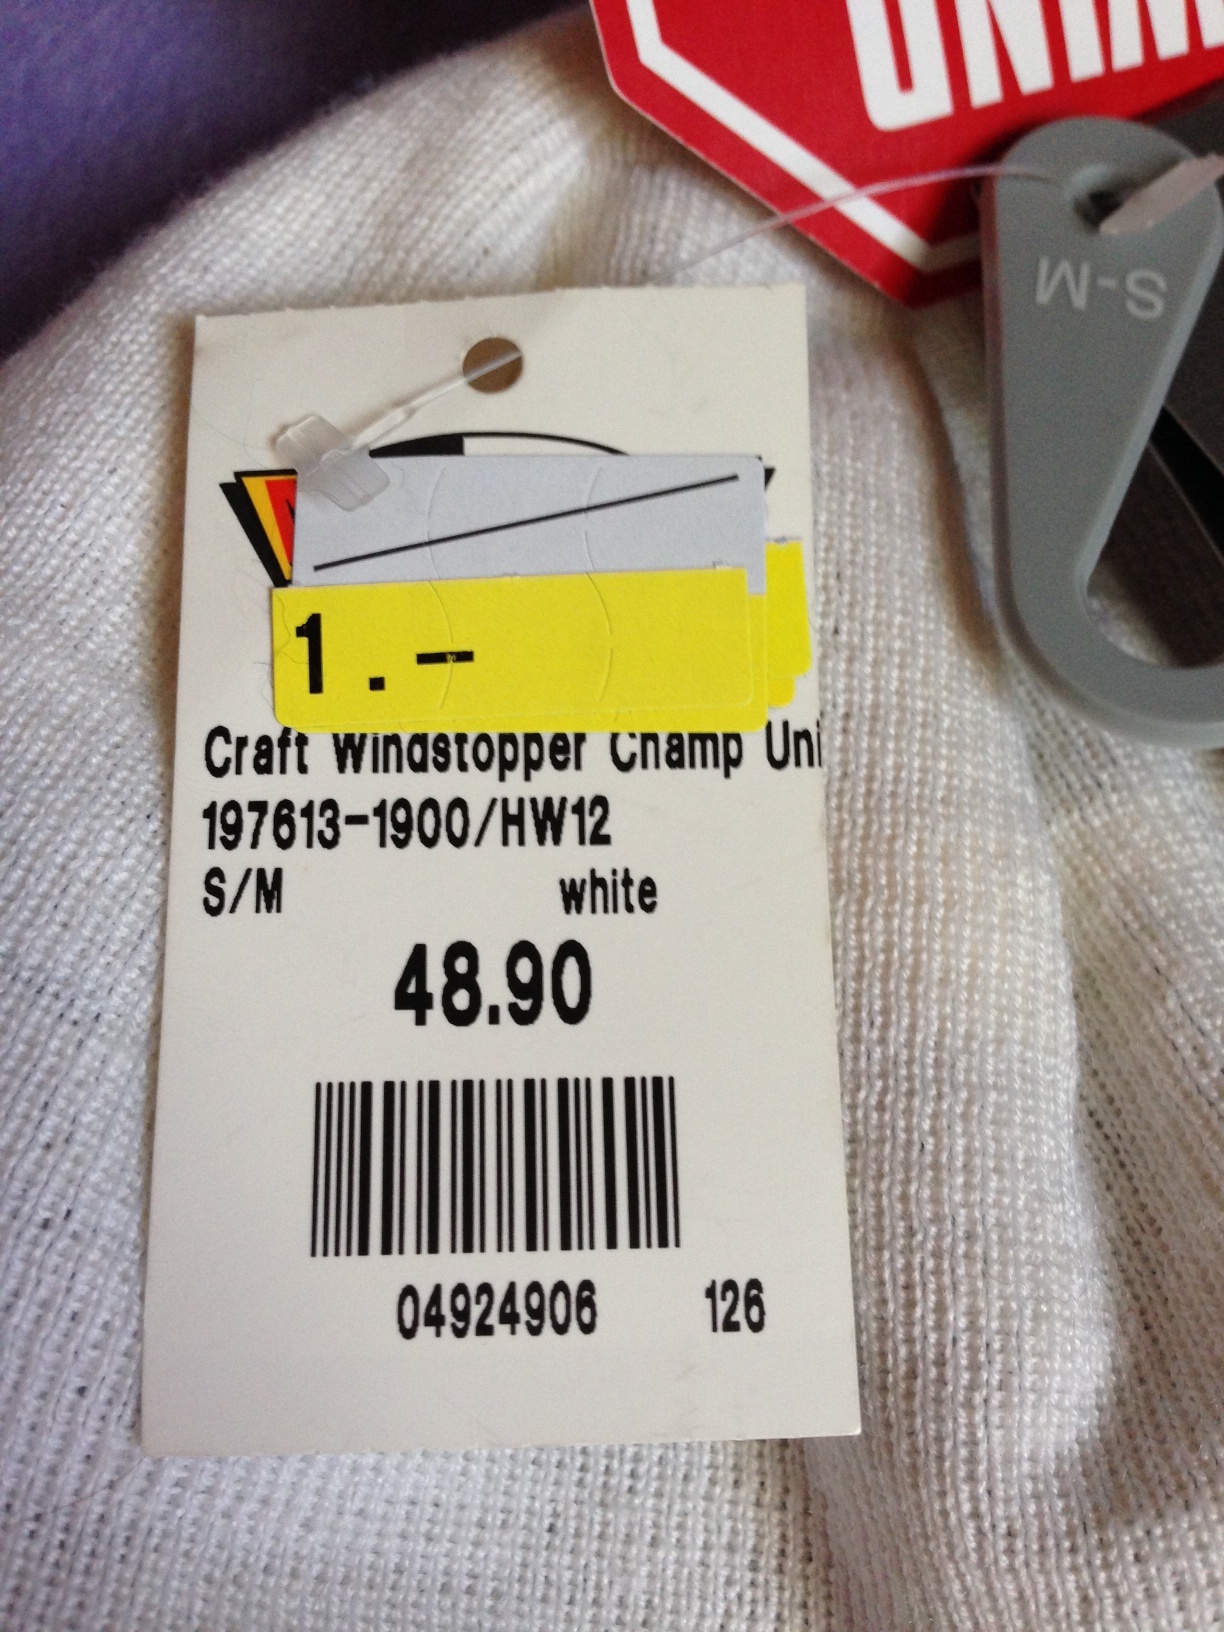 S-M
1.-
Craft Windstopper Champ Uni
197613-1900/HW12
S/M white
48.90
04924906 126